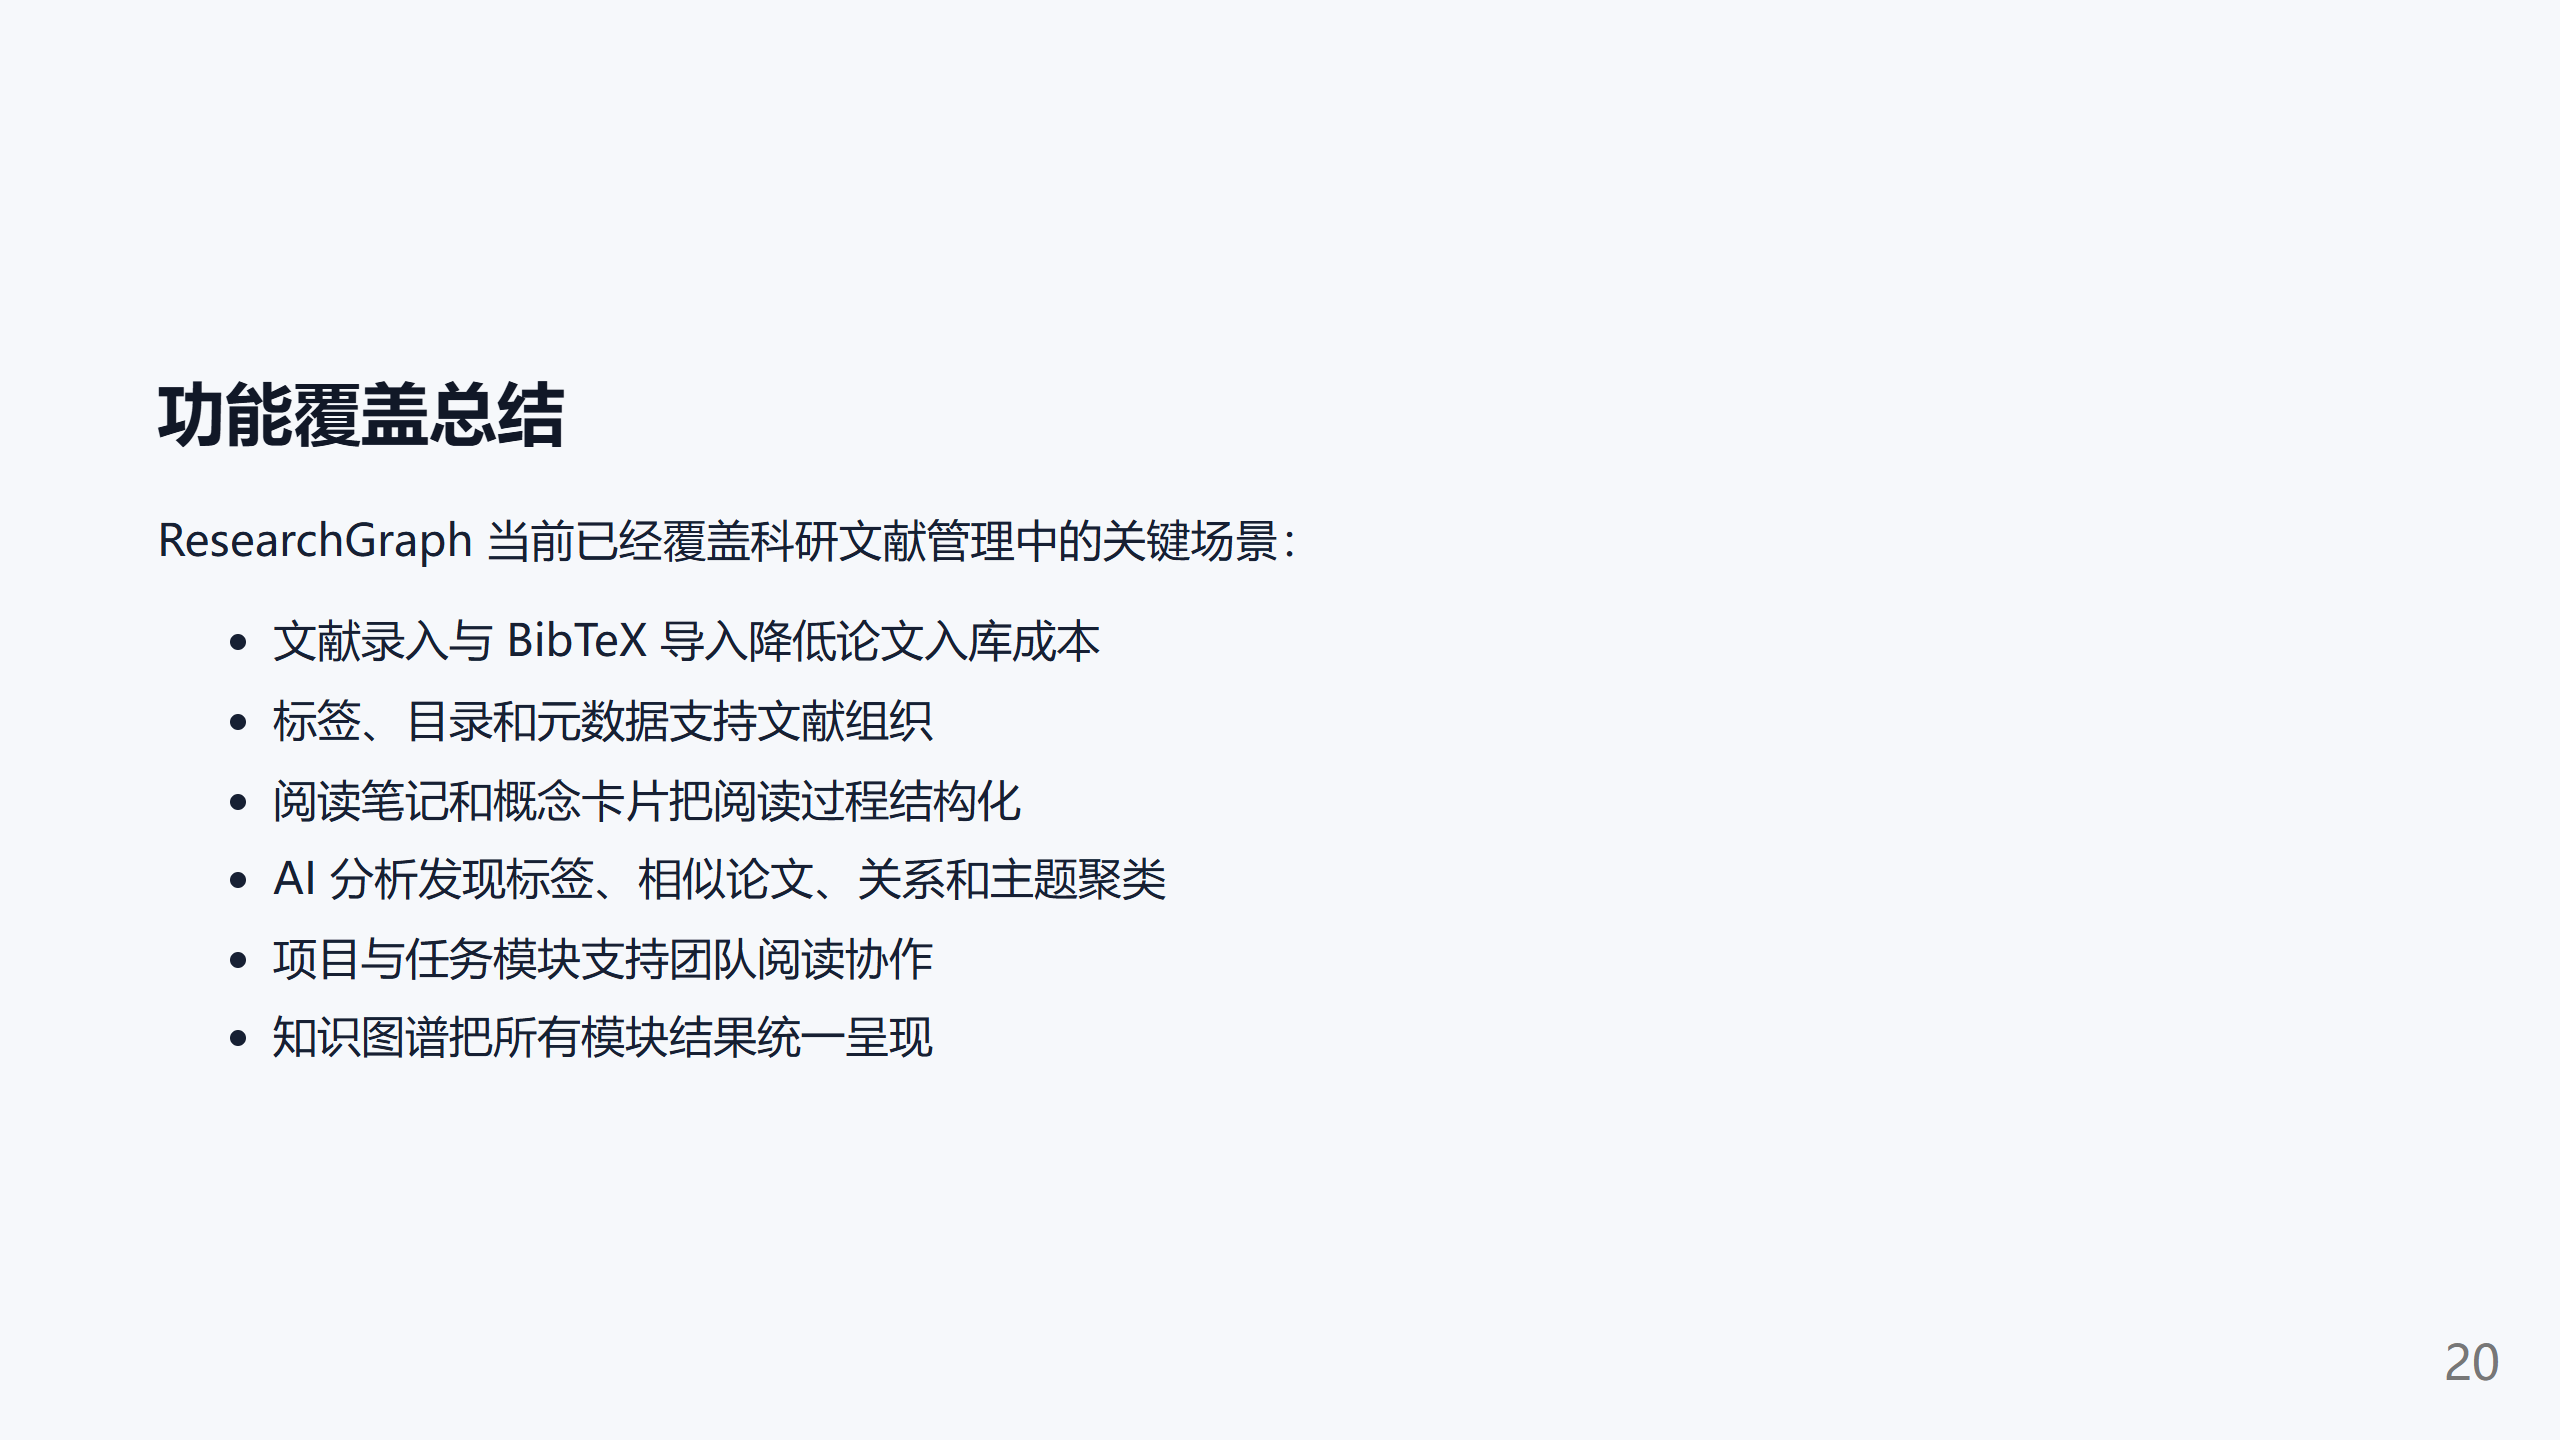 功能覆盖总结
ResearchGraph 当前已经覆盖科研文献管理中的关键场景：
• 文献录入与 BibTeX 导入降低论文入库成本
• 标签、目录和元数据支持文献组织
• 阅读笔记和概念卡片把阅读过程结构化
• AI 分析发现标签、相似论文、关系和主题聚类
• 项目与任务模块支持团队阅读协作
• 知识图谱把所有模块结果统一呈现
20